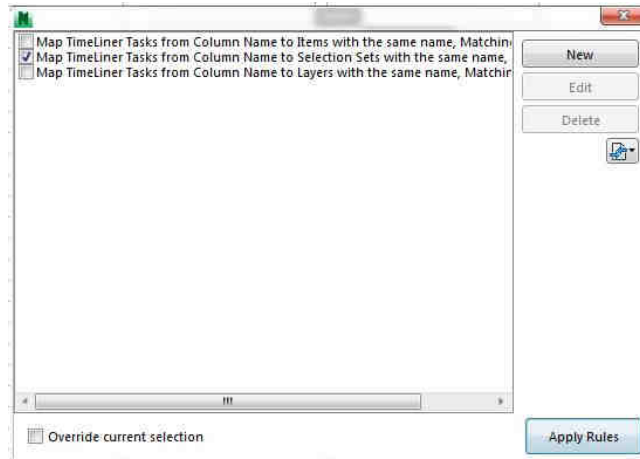 Map TimeLiner Tasks from Column Name to Items with the same name, Matchin
Map TimeLiner Tasks from Column Name to Selection Sets with the same name,
Map TimeLiner Tasks from Column Name to Layers with the same name, Matchin
New
Edit
Delete
Override current selection
Apply Rules